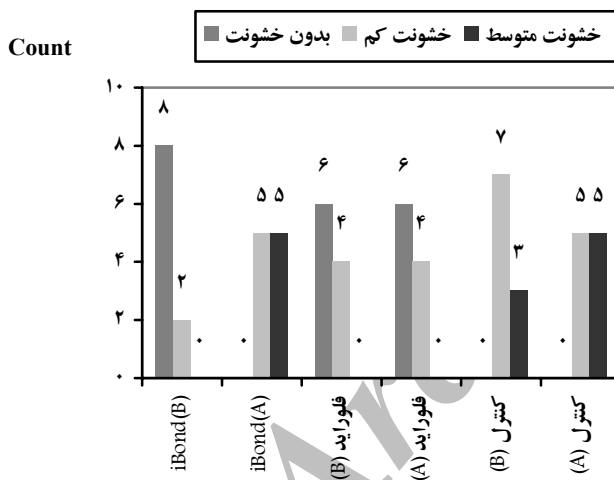 بدون خشونت خشونت کم خشونت متوسط
Count
۱۰
۸
۶
۴
۲
۰
۸ ۲ ۰
۰ ۵ ۵
۶ ۴ ۰
۶ ۴ ۰
۰ ۷ ۳
۰ ۵ ۵
iBond(B)
iBond(A)
فلوراید (B)
فلوراید (A)
کنترل (B)
کنترل (A)